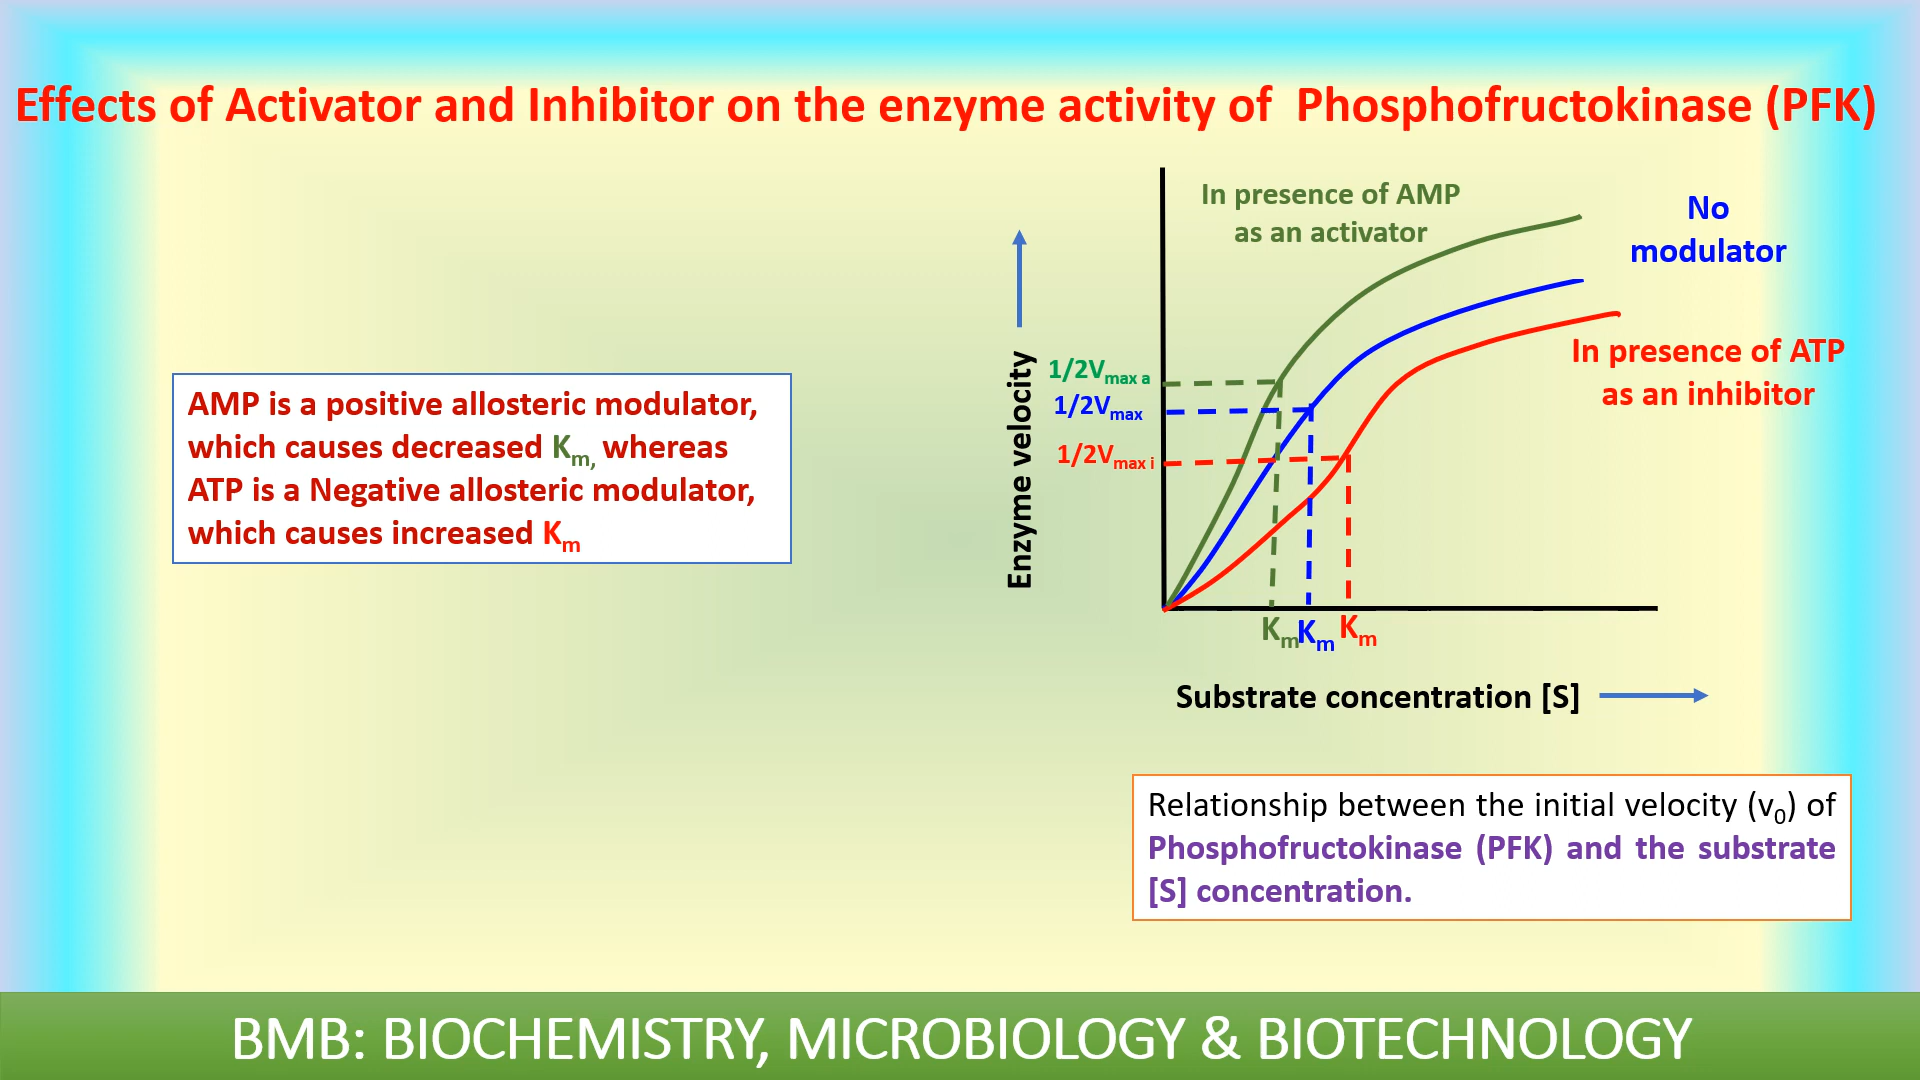 Effects of Activator and Inhibitor on the enzyme activity of Phosphofructokinase (PFK)
AMP is a positive allosteric modulator,
which causes decreased Km, whereas
ATP is a Negative allosteric modulator,
which causes increased Km
In presence of AMP
as an activator
No
modulator
In presence of ATP
as an inhibitor
1/2Vmax a
1/2Vmax
1/2Vmax i
Enzyme velocity
Km
Km
Km
Substrate concentration [S]
Relationship between the initial velocity (v0) of
Phosphofructokinase (PFK) and the substrate
[S] concentration.
BMB: BIOCHEMISTRY, MICROBIOLOGY & BIOTECHNOLOGY